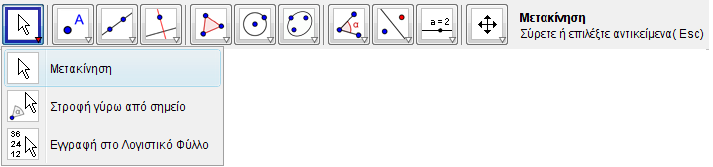 A
α
a = 2
Μετακίνηση
Σύρετε ή επιλέξτε αντικείμενα( Esc)
Μετακίνηση
α
Στροφή γύρω από σημείο
36
24
12
Εγγραφή στο Λογιστικό Φύλλο